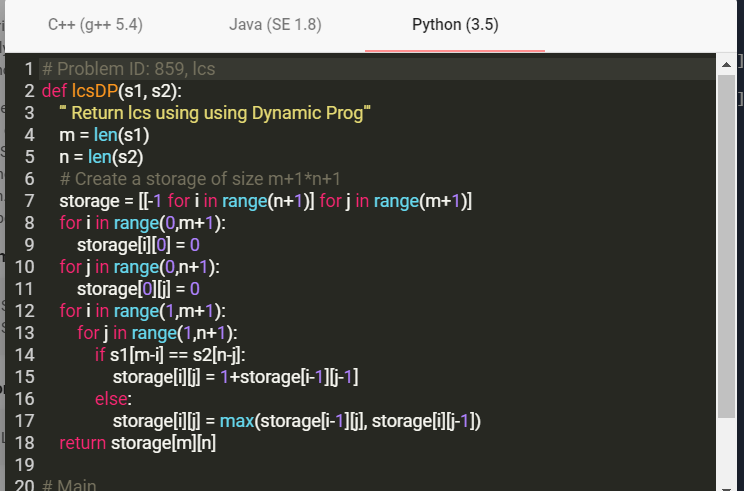 C++ (g++ 5.4) Java (SE 1.8) Python (3.5)
1 # Problem ID: 859, lcs
2 def lcsDP(s1, s2):
3 ''' Return lcs using using Dynamic Prog'''
4 m = len(s1)
5 n = len(s2)
6 # Create a storage of size m+1*n+1
7 storage = [[-1 for i in range(n+1)] for j in range(m+1)]
8 for i in range(0,m+1):
9 storage[i][0] = 0
10 for j in range(0,n+1):
11 storage[0][j] = 0
12 for i in range(1,m+1):
13 for j in range(1,n+1):
14 if s1[m-i] == s2[n-j]:
15 storage[i][j] = 1+storage[i-1][j-1]
16 else:
17 storage[i][j] = max(storage[i-1][j], storage[i][j-1])
18 return storage[m][n]
19
20 # Main